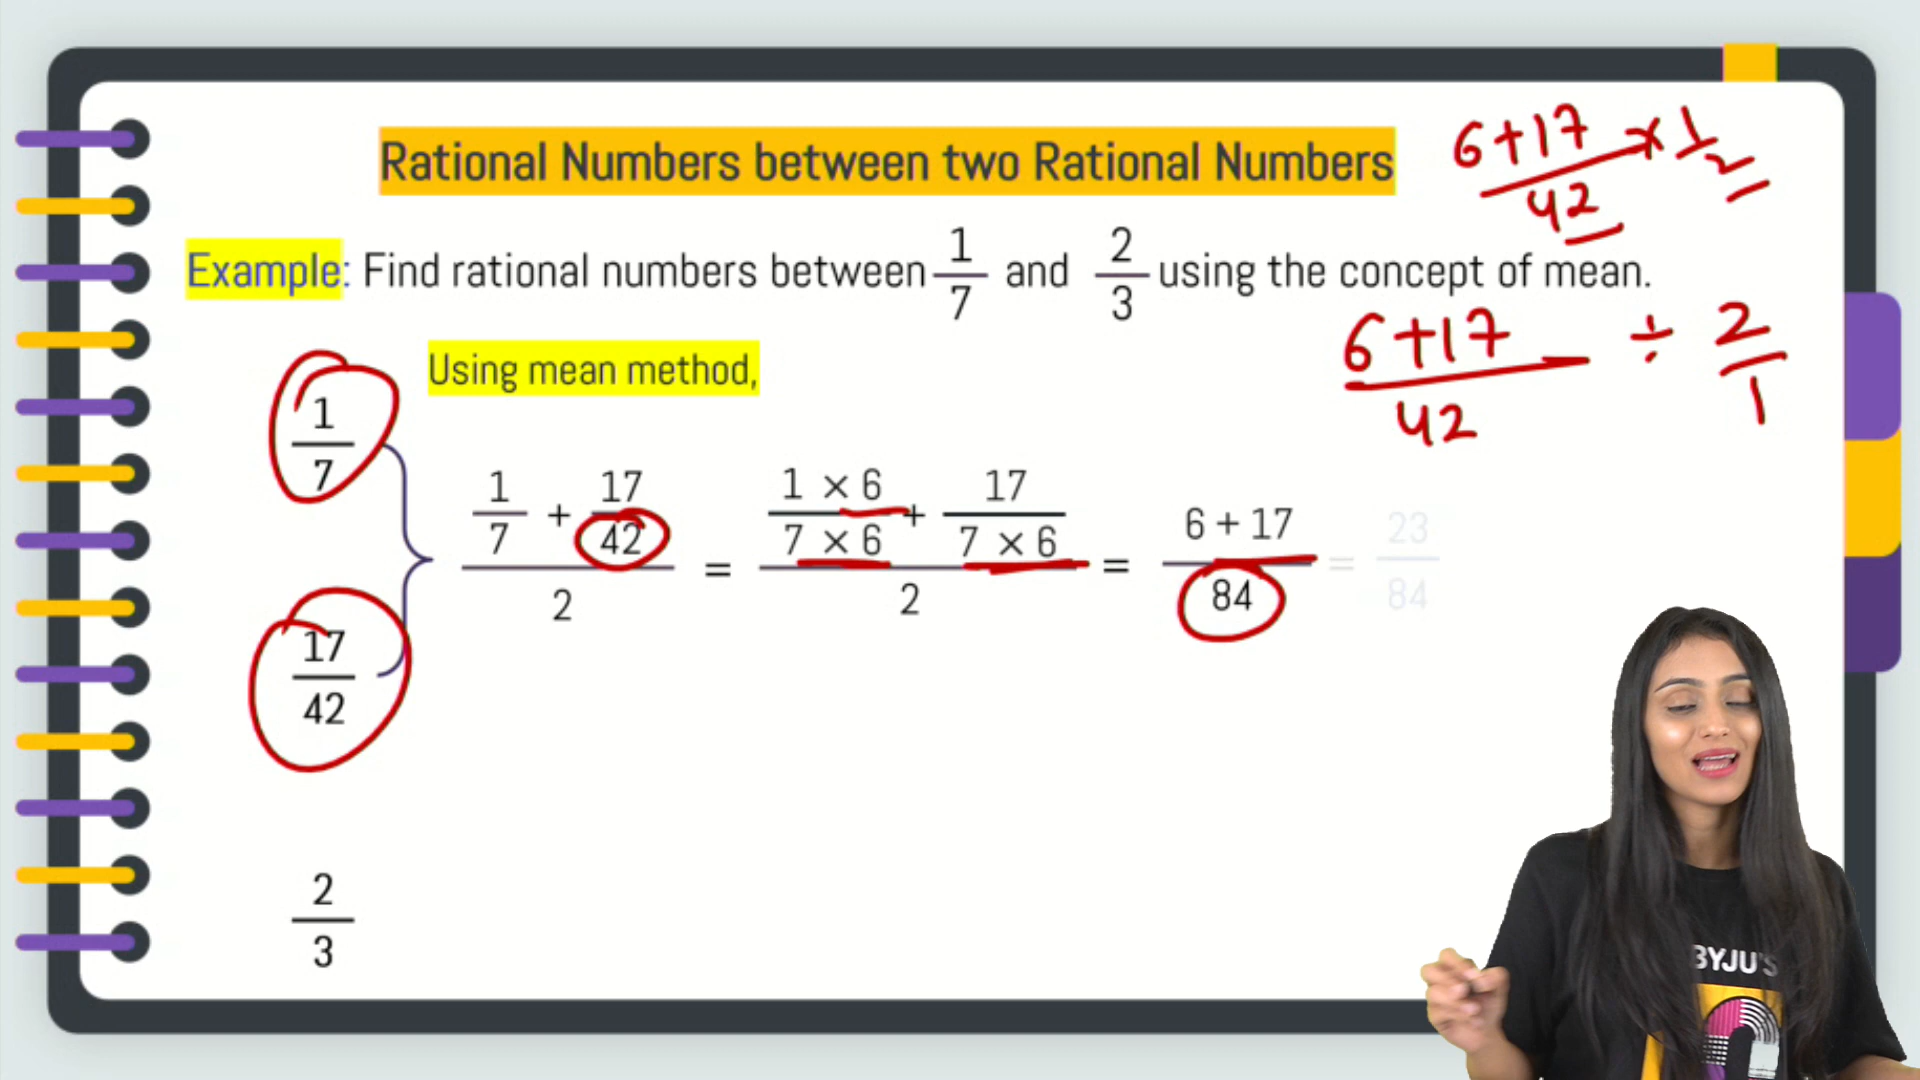 Rational Numbers between two Rational Numbers
6+17/42 × 1/2
Example: Find rational numbers between 1/7 and 2/3 using the concept of mean.
6+17/42 ÷ 2/1
Using mean method,
1/7
(1/7 + 17/42)/2 = ((1 × 6)/(7 × 6) + 17/(7 × 6))/2 = (6 + 17)/84 = 23/84
17/42
2/3
BYJU'S